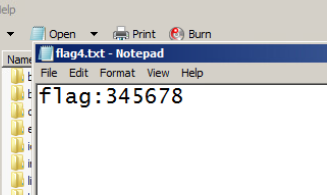 elp
Open Print Burn
Name
flag4.txt - Notepad
File Edit Format View Help
flag:345678